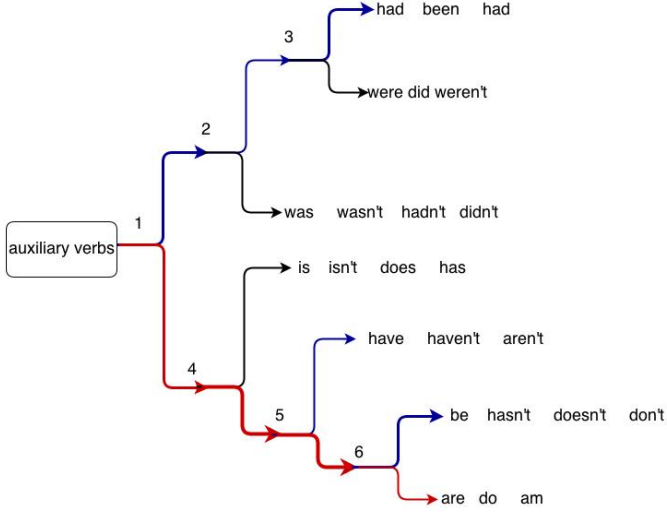 had been had
3
were did weren't
2
1
was wasn't hadn't didn't
auxiliary verbs
is isn't does has
have haven't aren't
4
5
be hasn't doesn't don't
6
are do am